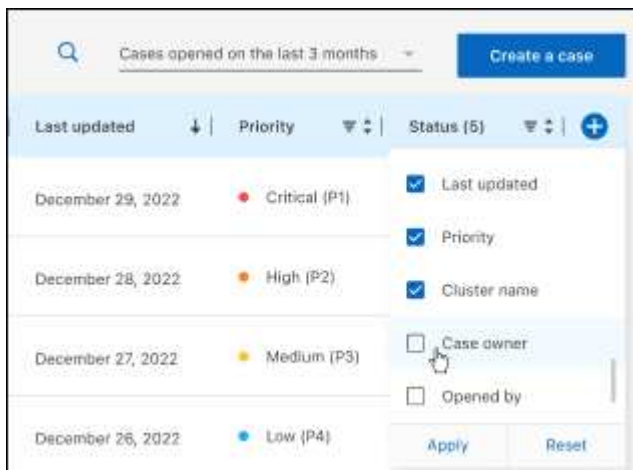 Cases opened on the last 3 months
Create a case
Last updated
Priority
Status (5)
December 29, 2022
Critical (P1)
Last updated
Priority
December 28, 2022
High (P2)
Cluster name
Case owner
December 27, 2022
Medium (P3)
Opened by
December 26, 2022
Low (P4)
Apply
Reset